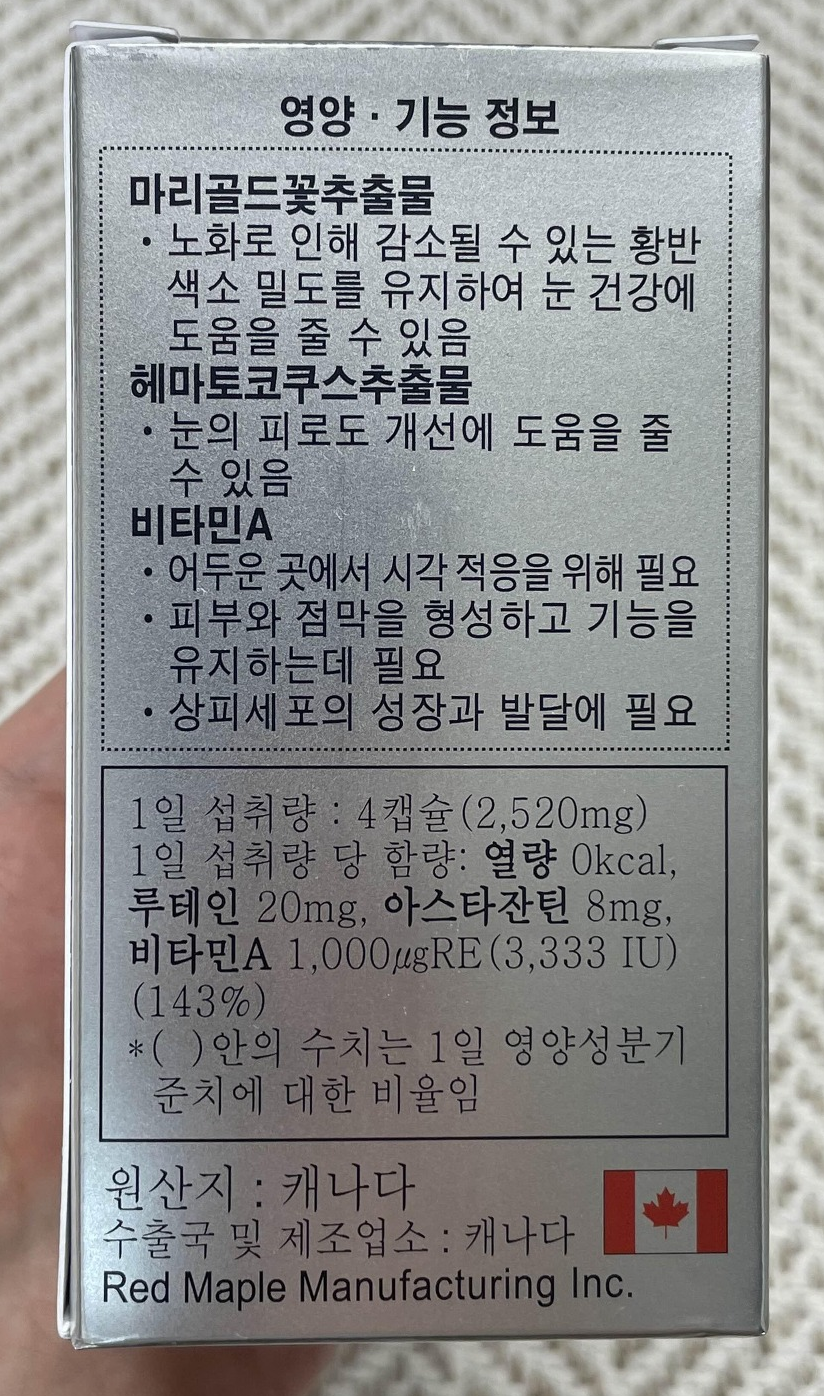 영양 · 기능 정보
마리골드꽃추출물
· 노화로 인해 감소될 수 있는 황반
색소 밀도를 유지하여 눈 건강에
도움을 줄 수 있음
헤마토코쿠스추출물
· 눈의 피로도 개선에 도움을 줄
수 있음
비타민A
· 어두운 곳에서 시각 적응을 위해 필요
· 피부와 점막을 형성하고 기능을
유지하는데 필요
· 상피세포의 성장과 발달에 필요
1일 섭취량 : 4캡슐(2,520mg)
1일 섭취량 당 함량: 열량 0kcal,
루테인 20mg, 아스타잔틴 8mg,
비타민A 1,000µgRE(3,333 IU)
(143%)
*( )안의 수치는 1일 영양성분기
준치에 대한 비율임
원산지 : 캐나다
수출국 및 제조업소 : 캐나다
Red Maple Manufacturing Inc.